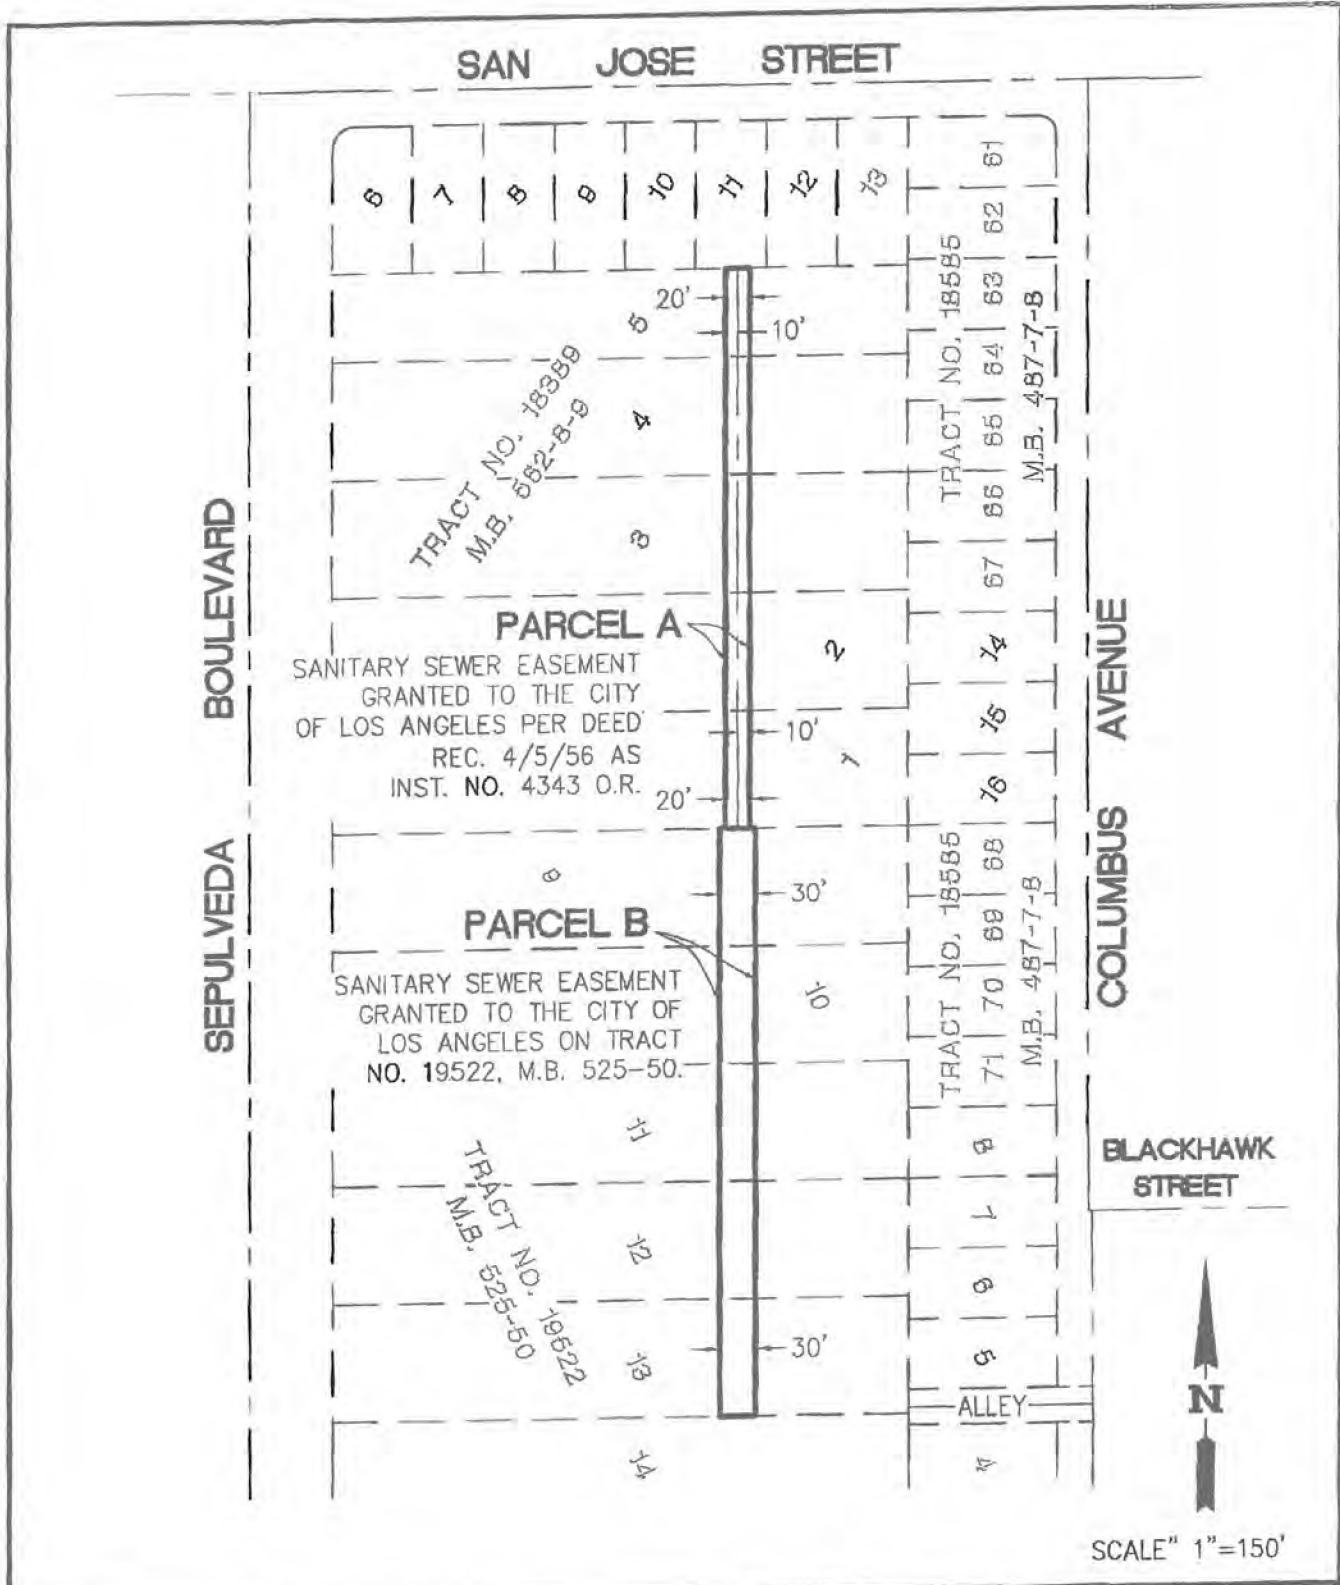 SAN JOSE STREET
6 7 8 9 10 11 12 13
61
62
63
64
65
66
67
14
15
16
68
69
70
71
8
7
6
5
ALLEY
4
TRACT NO. 18585
M.B. 487-7-8
TRACT NO. 18585
M.B. 487-7-8
20'
10'
5
4
3
2
1
TRACT NO. 18389
M.B. 562-8-9
PARCEL A
SANITARY SEWER EASEMENT
GRANTED TO THE CITY
OF LOS ANGELES PER DEED
REC. 4/5/56 AS
INST. NO. 4343 O.R.
10'
20'
9
30'
PARCEL B
SANITARY SEWER EASEMENT
GRANTED TO THE CITY OF
LOS ANGELES ON TRACT
NO. 19522, M.B. 525-50.
10
11
12
13
14
TRACT NO. 19522
M.B. 525-50
30'
SEPULVEDA BOULEVARD
COLUMBUS AVENUE
BLACKHAWK
STREET
N
SCALE" 1"=150'